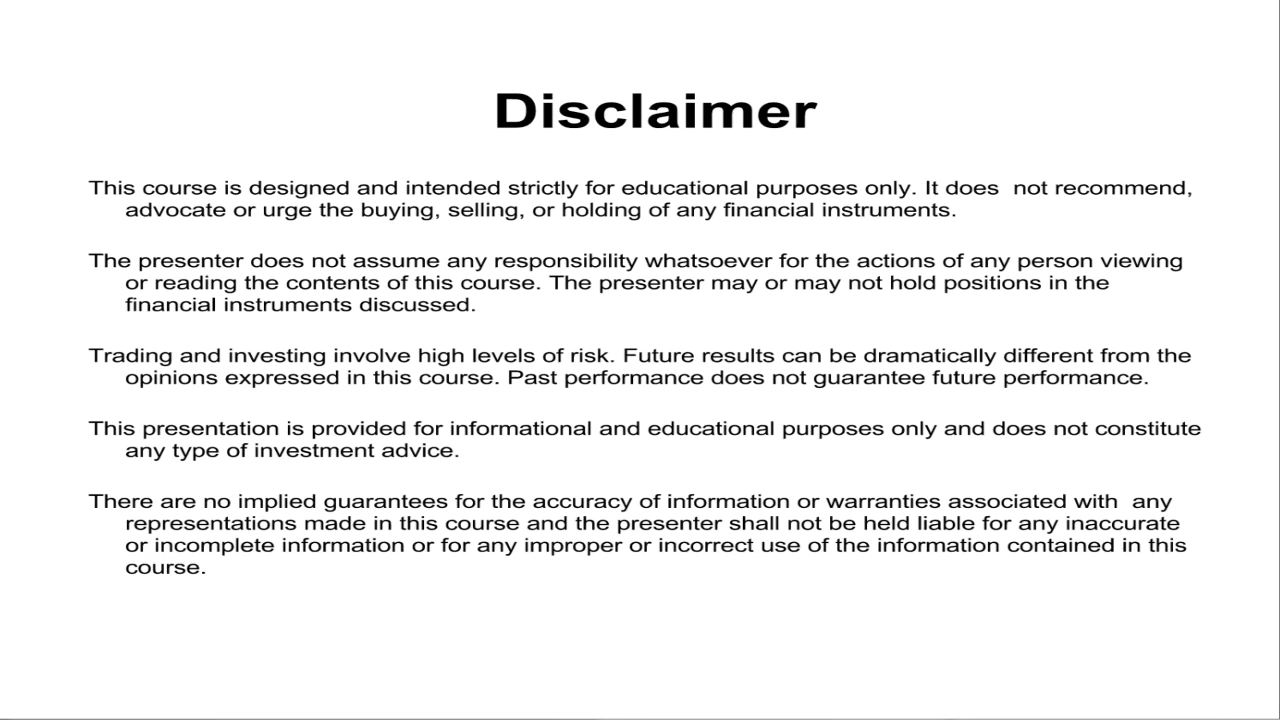 Disclaimer
This course is designed and intended strictly for educational purposes only. It does  not recommend,
advocate or urge the buying, selling, or holding of any financial instruments.
The presenter does not assume any responsibility whatsoever for the actions of any person viewing
or reading the contents of this course. The presenter may or may not hold positions in the
financial instruments discussed.
Trading and investing involve high levels of risk. Future results can be dramatically different from the
opinions expressed in this course. Past performance does not guarantee future performance.
This presentation is provided for informational and educational purposes only and does not constitute
any type of investment advice.
There are no implied guarantees for the accuracy of information or warranties associated with  any
representations made in this course and the presenter shall not be held liable for any inaccurate
or incomplete information or for any improper or incorrect use of the information contained in this
course.